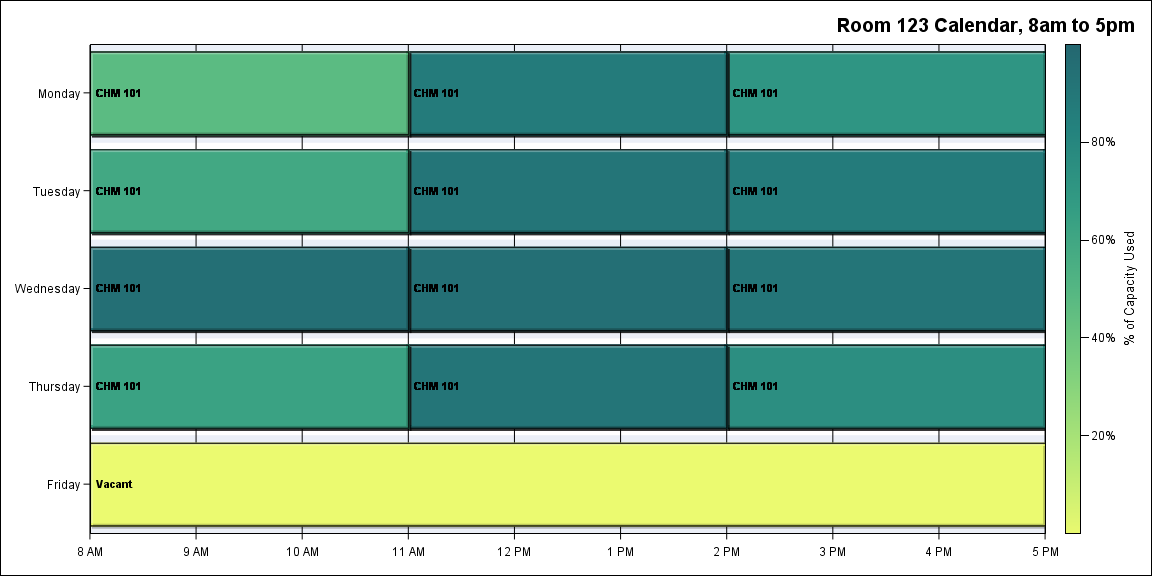 Room 123 Calendar, 8am to 5pm
Monday
CHM 101
CHM 101
CHM 101
80%
Tuesday
CHM 101
CHM 101
CHM 101
60%
% of Capacity Used
Wednesday
CHM 101
CHM 101
CHM 101
40%
Thursday
CHM 101
CHM 101
CHM 101
20%
Friday
Vacant
8 AM 9 AM 10 AM 11 AM 12 PM 1 PM 2 PM 3 PM 4 PM 5 PM